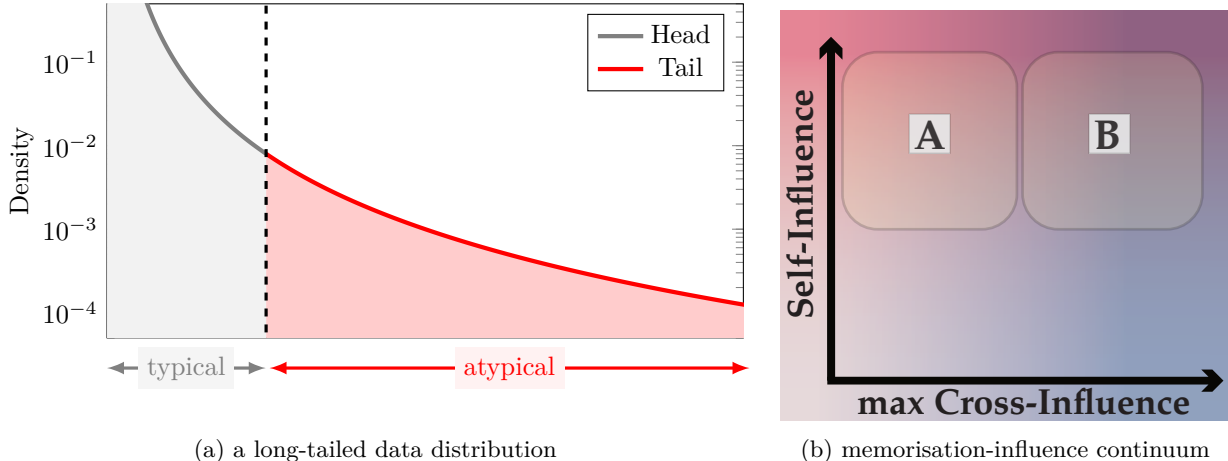 Head
Tail
Density
10⁻¹
10⁻²
10⁻³
10⁻⁴
typical
atypical
(a) a long-tailed data distribution
A
B
Self-Influence
max Cross-Influence
(b) memorisation-influence continuum